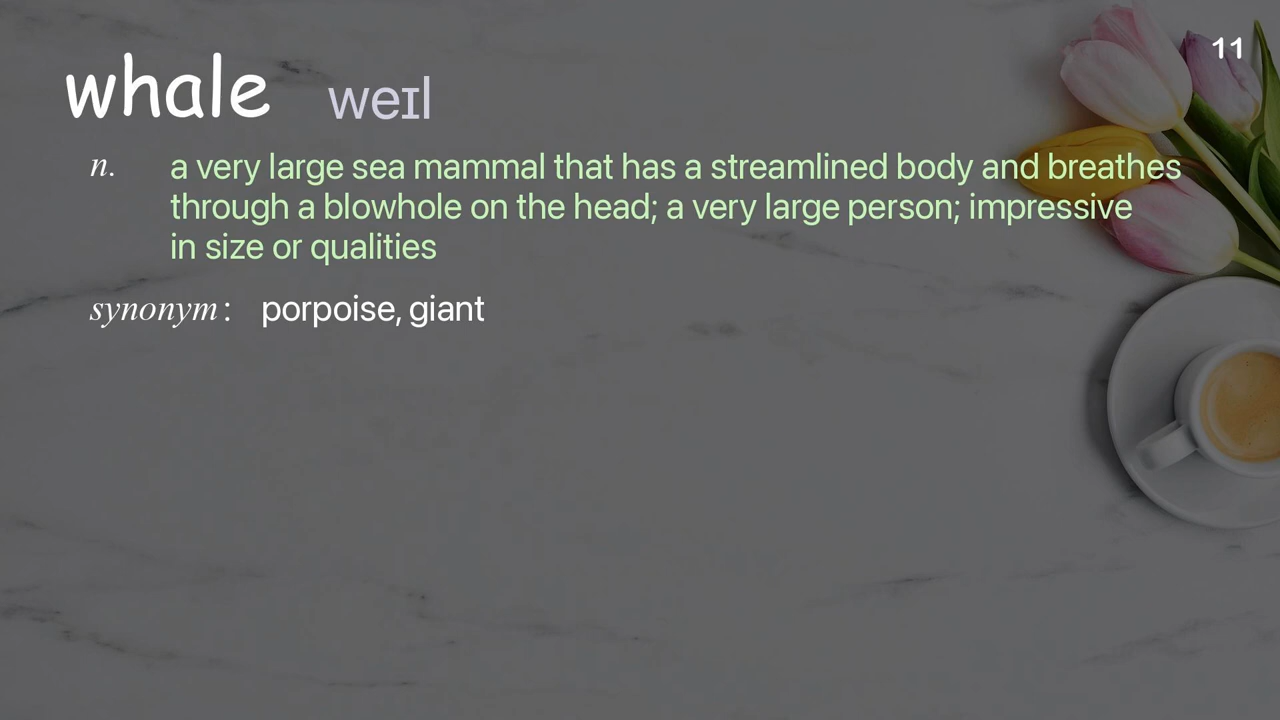 11
whale weɪl
n. a very large sea mammal that has a streamlined body and breathes
through a blowhole on the head; a very large person; impressive
in size or qualities
synonym: porpoise, giant